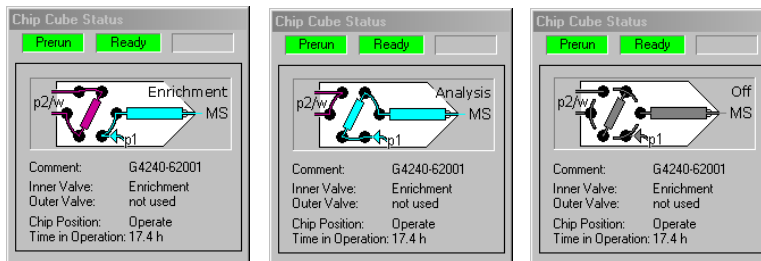 Chip Cube Status
Prerun Ready
Enrichment
p2/w
MS
p1
Comment: G4240-62001
Inner Valve: Enrichment
Outer Valve: not used
Chip Position: Operate
Time in Operation: 17.4 h
Chip Cube Status
Prerun Ready
Analysis
p2/w
MS
p1
Comment: G4240-62001
Inner Valve: Enrichment
Outer Valve: not used
Chip Position: Operate
Time in Operation: 17.4 h
Chip Cube Status
Prerun Ready
Off
p2/w
MS
p1
Comment: G4240-62001
Inner Valve: Enrichment
Outer Valve: not used
Chip Position: Operate
Time in Operation: 17.4 h